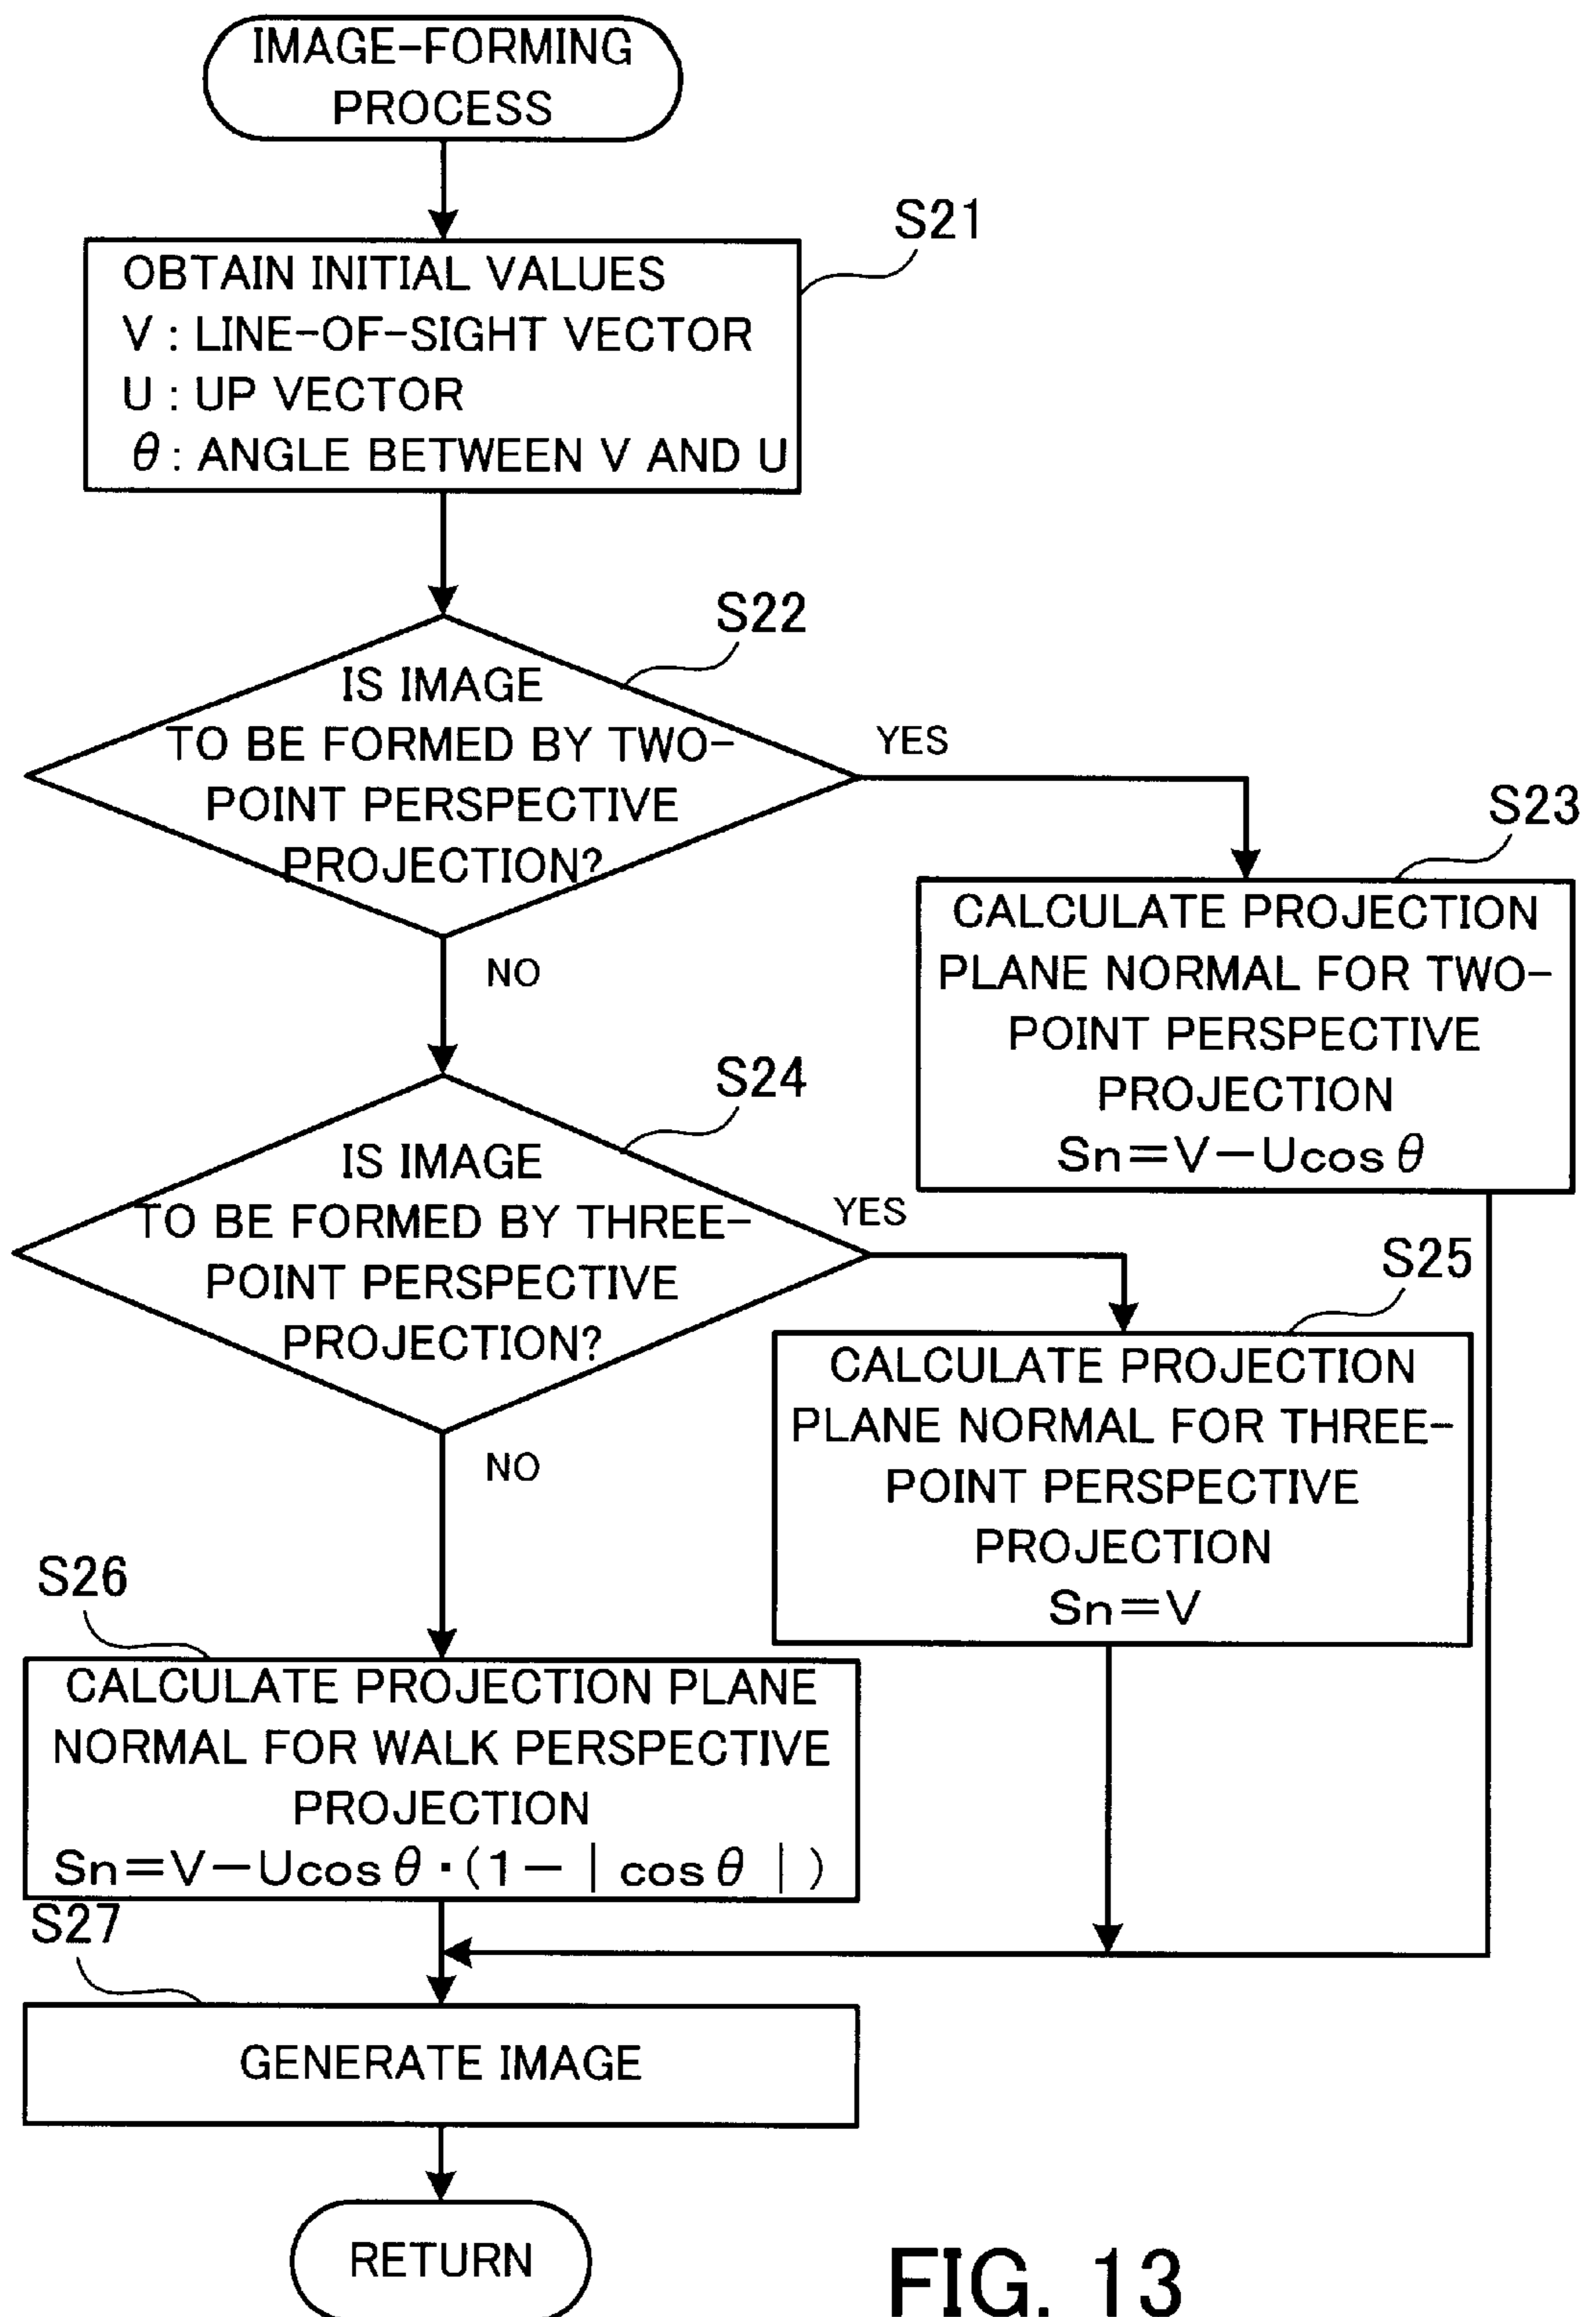 IMAGE-FORMING
PROCESS
S21
OBTAIN INITIAL VALUES
V : LINE-OF-SIGHT VECTOR
U : UP VECTOR
θ : ANGLE BETWEEN V AND U
S22
IS IMAGE
TO BE FORMED BY TWO-
POINT PERSPECTIVE
PROJECTION?
YES
NO
S23
CALCULATE PROJECTION
PLANE NORMAL FOR TWO-
POINT PERSPECTIVE
PROJECTION
Sn=V-Ucos θ
S24
IS IMAGE
TO BE FORMED BY THREE-
POINT PERSPECTIVE
PROJECTION?
YES
NO
S25
CALCULATE PROJECTION
PLANE NORMAL FOR THREE-
POINT PERSPECTIVE
PROJECTION
Sn=V
S26
CALCULATE PROJECTION PLANE
NORMAL FOR WALK PERSPECTIVE
PROJECTION
Sn=V-Ucos θ・(1-|cos θ|)
S27
GENERATE IMAGE
RETURN
FIG. 13